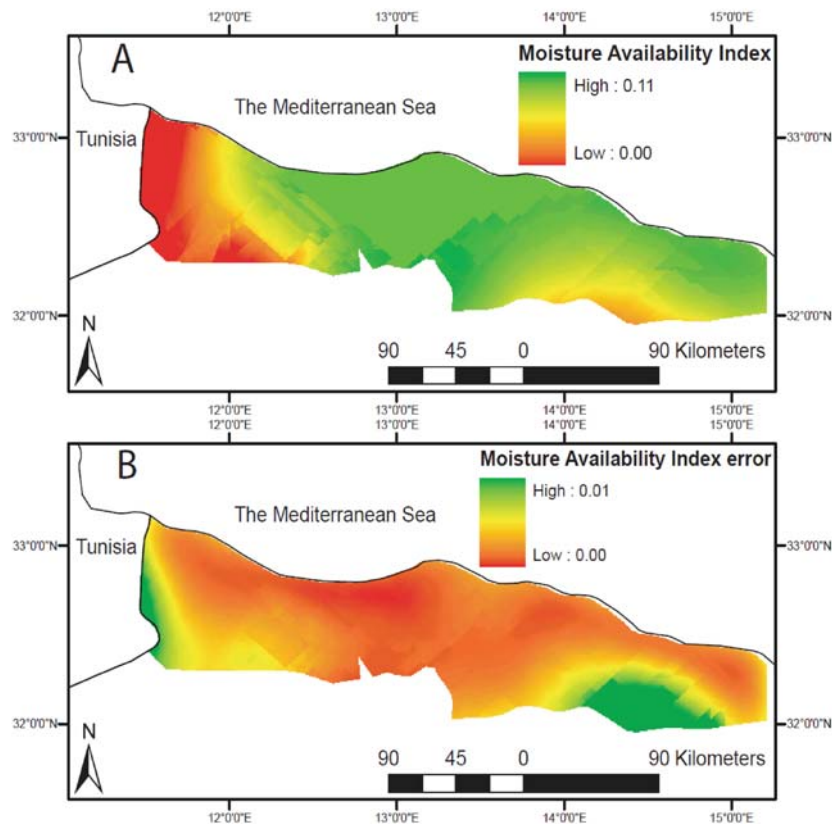 12°0'0"E 13°0'0"E 14°0'0"E 15°0'0"E
A
Moisture Availability Index
High : 0.11
Low : 0.00
The Mediterranean Sea
Tunisia
33°0'0"N
33°0'0"N
32°0'0"N
32°0'0"N
N
90 45 0 90 Kilometers
12°0'0"E 13°0'0"E 14°0'0"E 15°0'0"E
12°0'0"E 13°0'0"E 14°0'0"E 15°0'0"E
B
Moisture Availability Index error
High : 0.01
Low : 0.00
The Mediterranean Sea
Tunisia
33°0'0"N
33°0'0"N
32°0'0"N
32°0'0"N
N
90 45 0 90 Kilometers
12°0'0"E 13°0'0"E 14°0'0"E 15°0'0"E